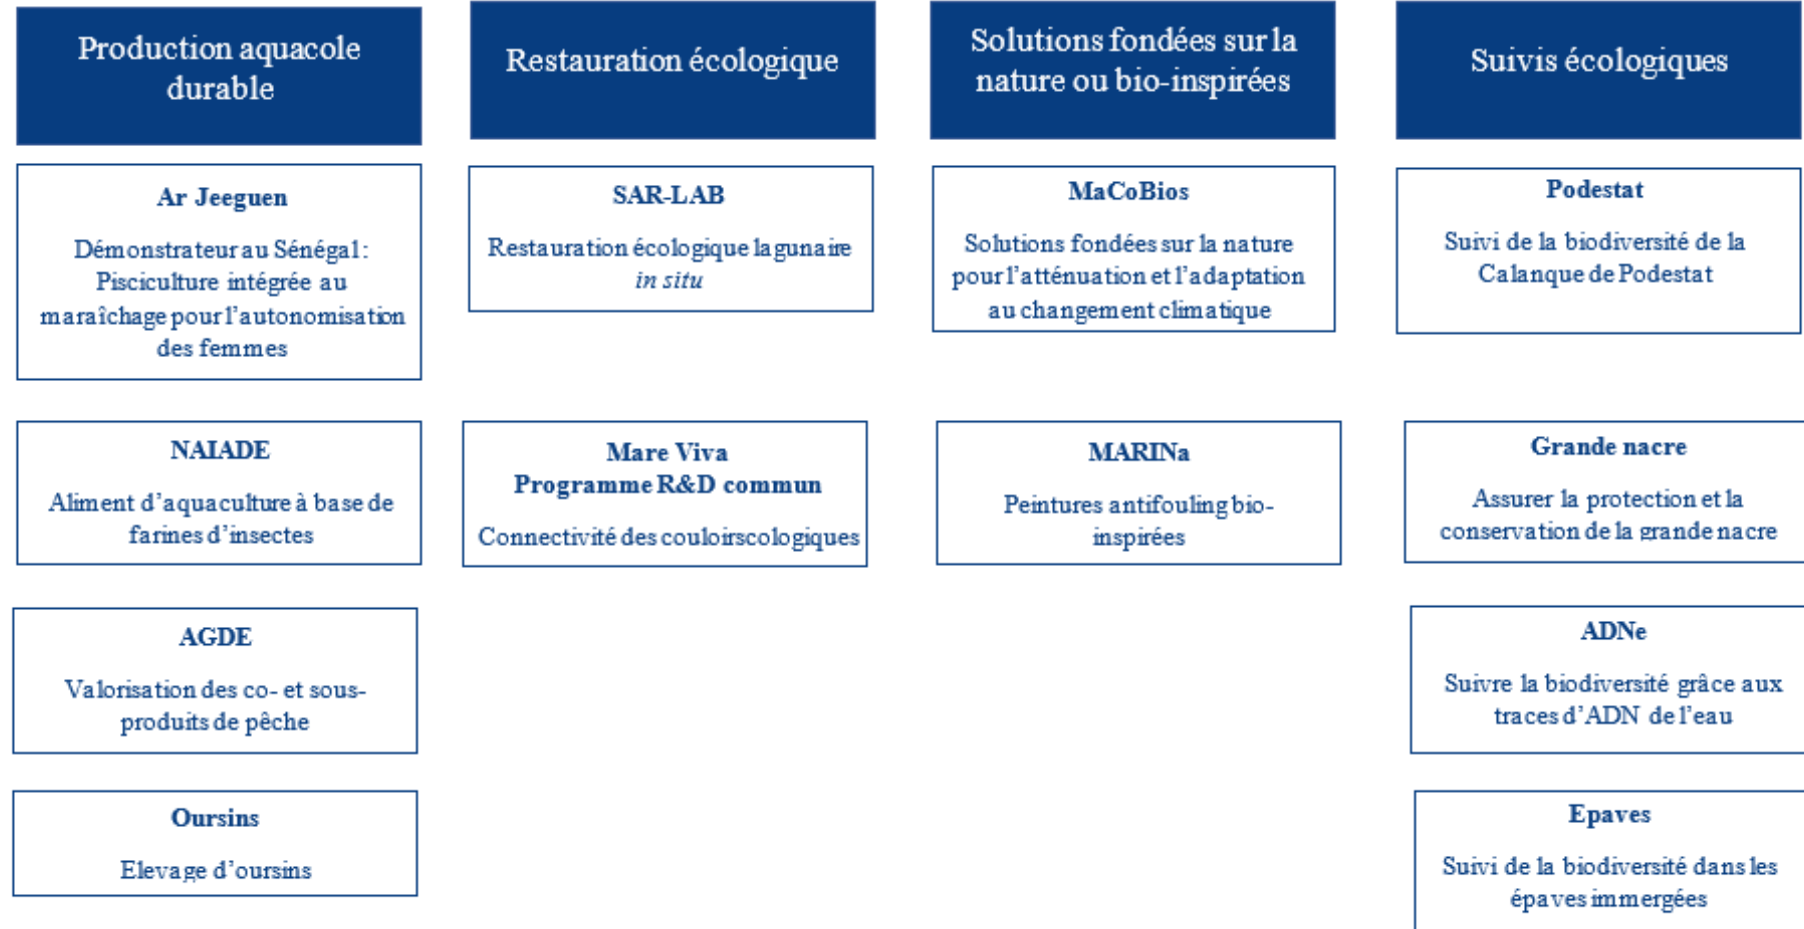 Production aquacole
durable
Ar Jeeguen
Démonstrateur au Sénégal :
Pisciculture intégrée au
maraîchage pour l'autonomisation
des femmes
NAIADE
Aliment d'aquaculture à base de
farines d'insectes
AGDE
Valorisation des co- et sous-
produits de pêche
Oursins
Elevage d'oursins
Restauration écologique
SAR-LAB
Restauration écologique lagunaire
in situ
Mare Viva
Programme R&D commun
Connectivité des couloirscologiques
Solutions fondées sur la
nature ou bio-inspirées
MaCoBios
Solutions fondées sur la nature
pour l'atténuation et l'adaptation
au changement climatique
MARINa
Peintures antifouling bio-
inspirées
Suivis écologiques
Podestat
Suivi de la biodiversité de la
Calanque de Podestat
Grande nacre
Assurer la protection et la
conservation de la grande nacre
ADNe
Suivre la biodiversité grâce aux
traces d'ADN de l'eau
Epaves
Suivi de la biodiversité dans les
épaves immergées